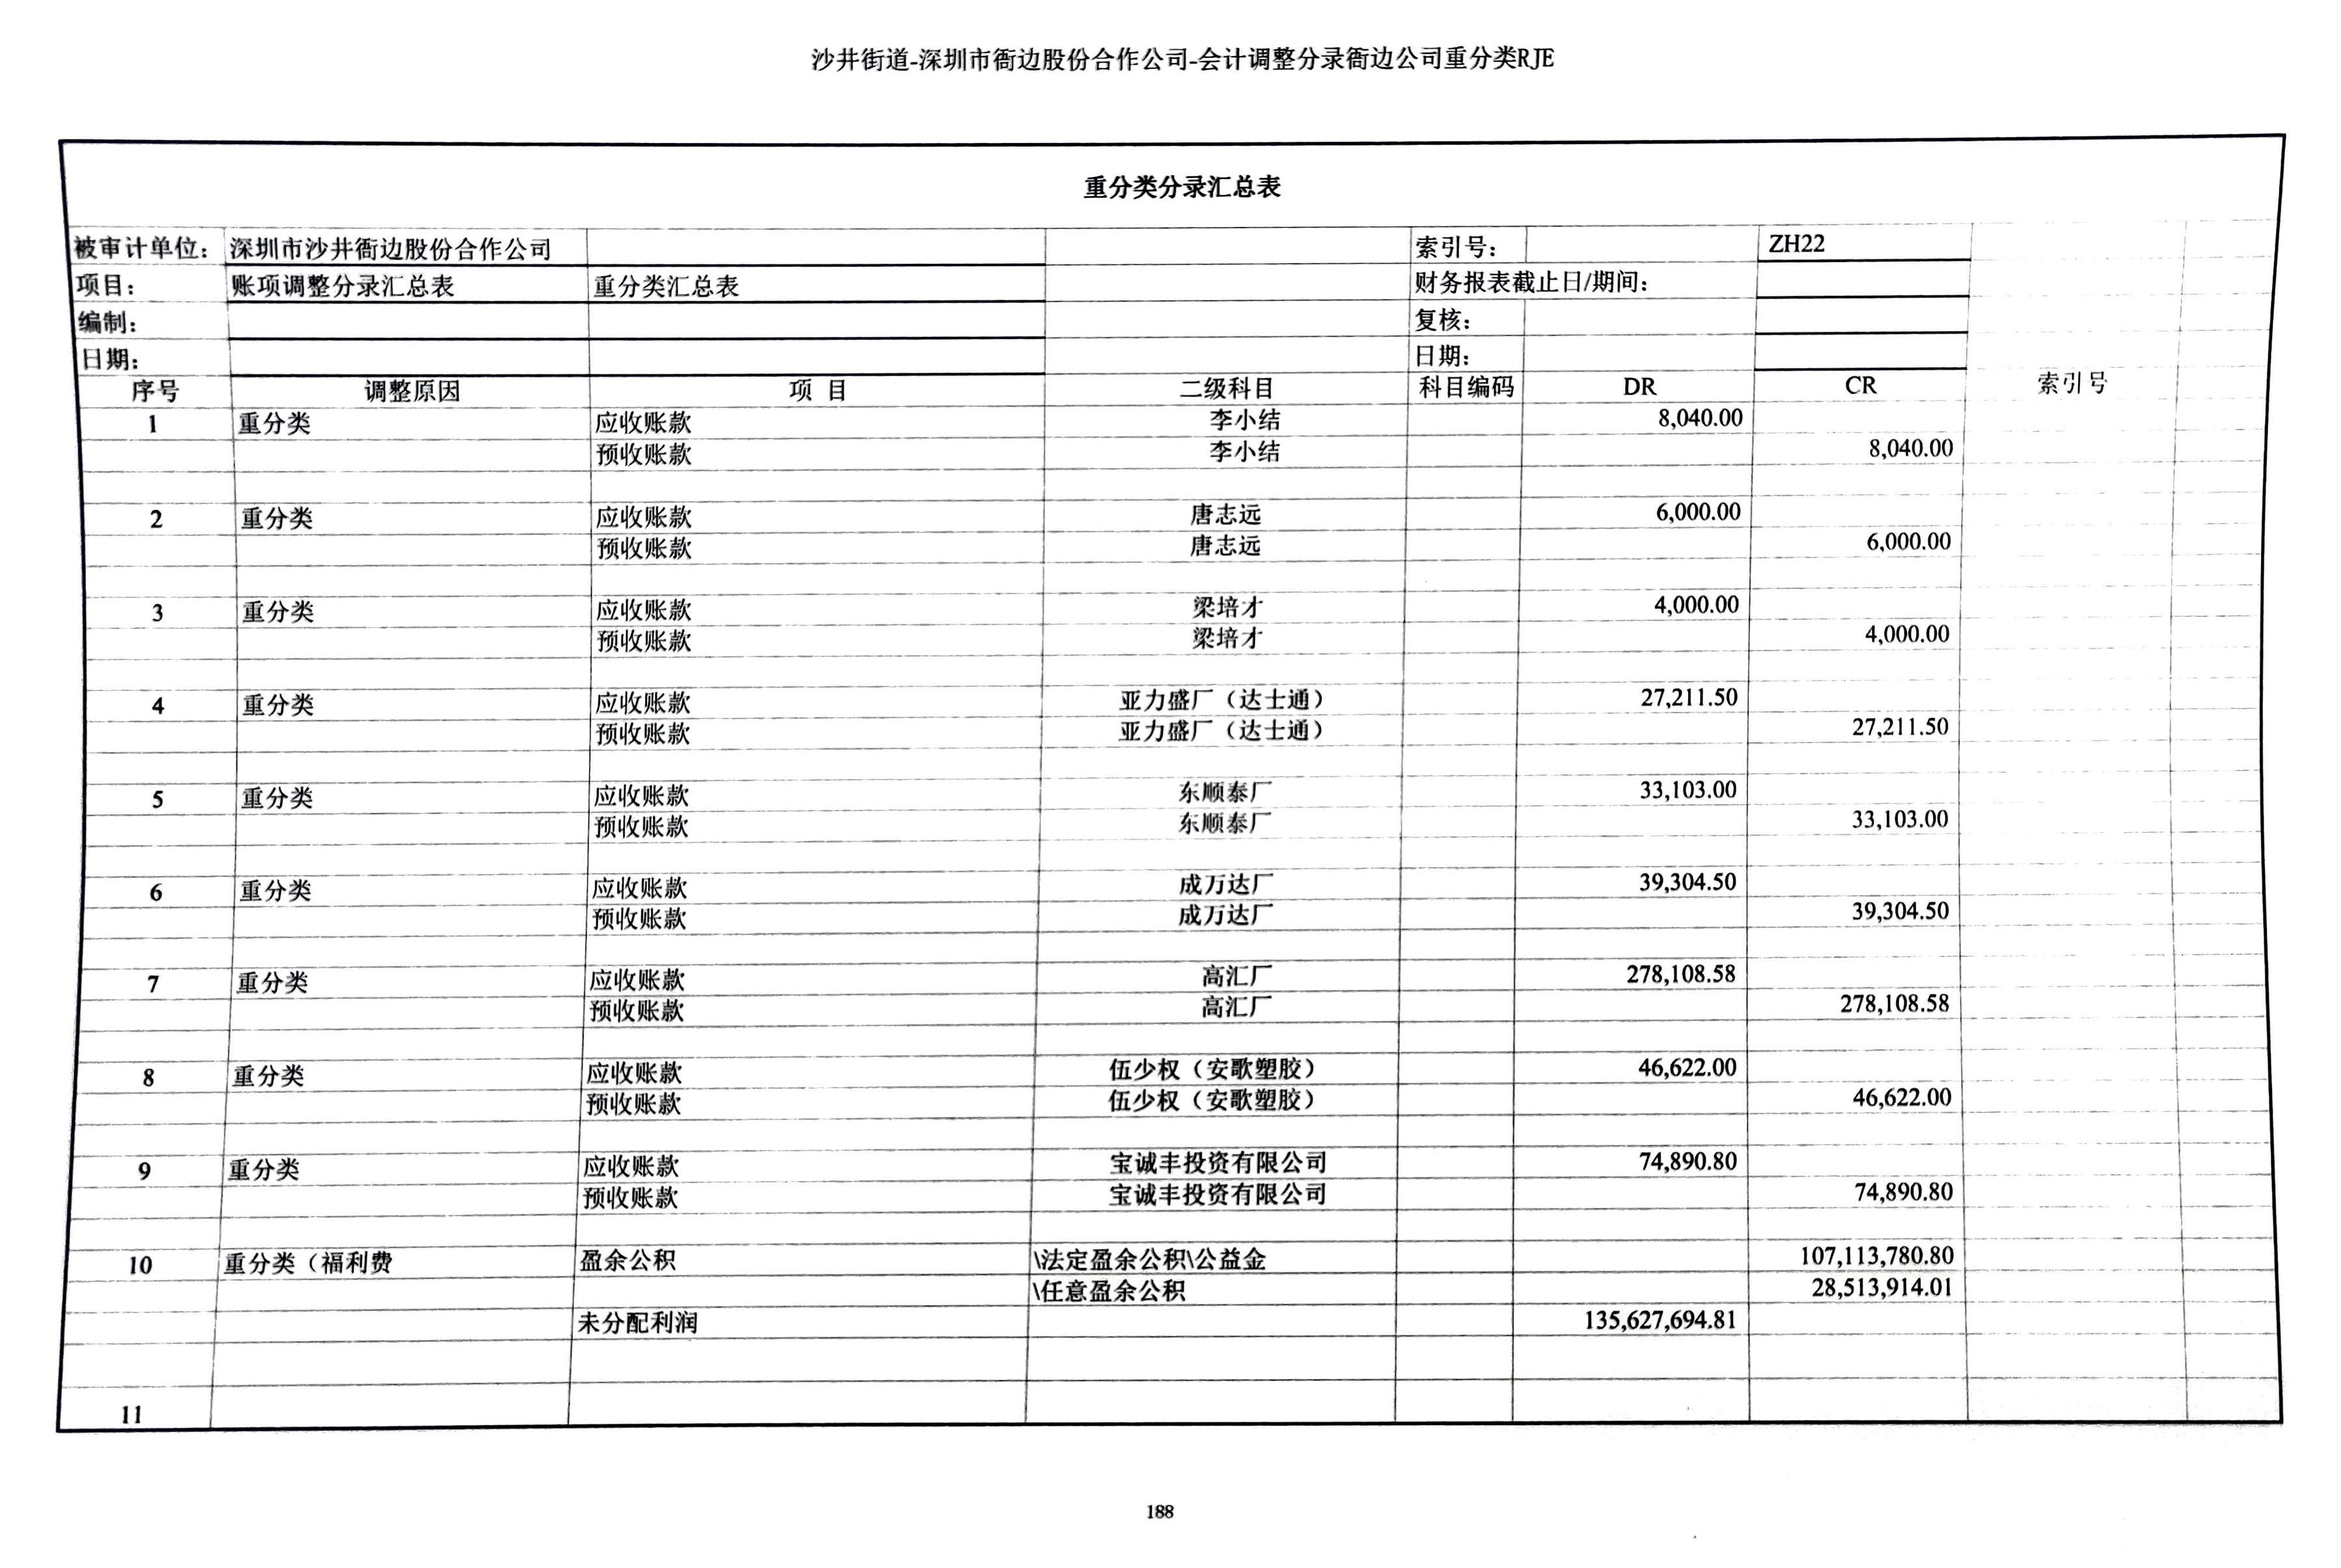 沙井街道-深圳市衙边股份合作公司-会计调整分录衙边公司重分类RJE
重分类分录汇总表
被审计单位： 深圳市沙井衙边股份合作公司 索引号： ZH22
项目： 账项调整分录汇总表 重分类汇总表 财务报表截止日/期间：
编制： 复核：
日期： 日期：
序号 调整原因 项 目 二级科目 科目编码 DR CR 索引号
1 重分类 应收账款 李小结 8,040.00
预收账款 李小结 8,040.00
2 重分类 应收账款 唐志远 6,000.00
预收账款 唐志远 6,000.00
3 重分类 应收账款 梁培才 4,000.00
预收账款 梁培才 4,000.00
4 重分类 应收账款 亚力盛厂（达士通） 27,211.50
预收账款 亚力盛厂（达士通） 27,211.50
5 重分类 应收账款 东顺泰厂 33,103.00
预收账款 东顺泰厂 33,103.00
6 重分类 应收账款 成万达厂 39,304.50
预收账款 成万达厂 39,304.50
7 重分类 应收账款 高汇厂 278,108.58
预收账款 高汇厂 278,108.58
8 重分类 应收账款 伍少权（安歌塑胶） 46,622.00
预收账款 伍少权（安歌塑胶） 46,622.00
9 重分类 应收账款 宝诚丰投资有限公司 74,890.80
预收账款 宝诚丰投资有限公司 74,890.80
10 重分类（福利费 盈余公积 \法定盈余公积\公益金 107,113,780.80
\任意盈余公积 28,513,914.01
未分配利润 135,627,694.81
11
188